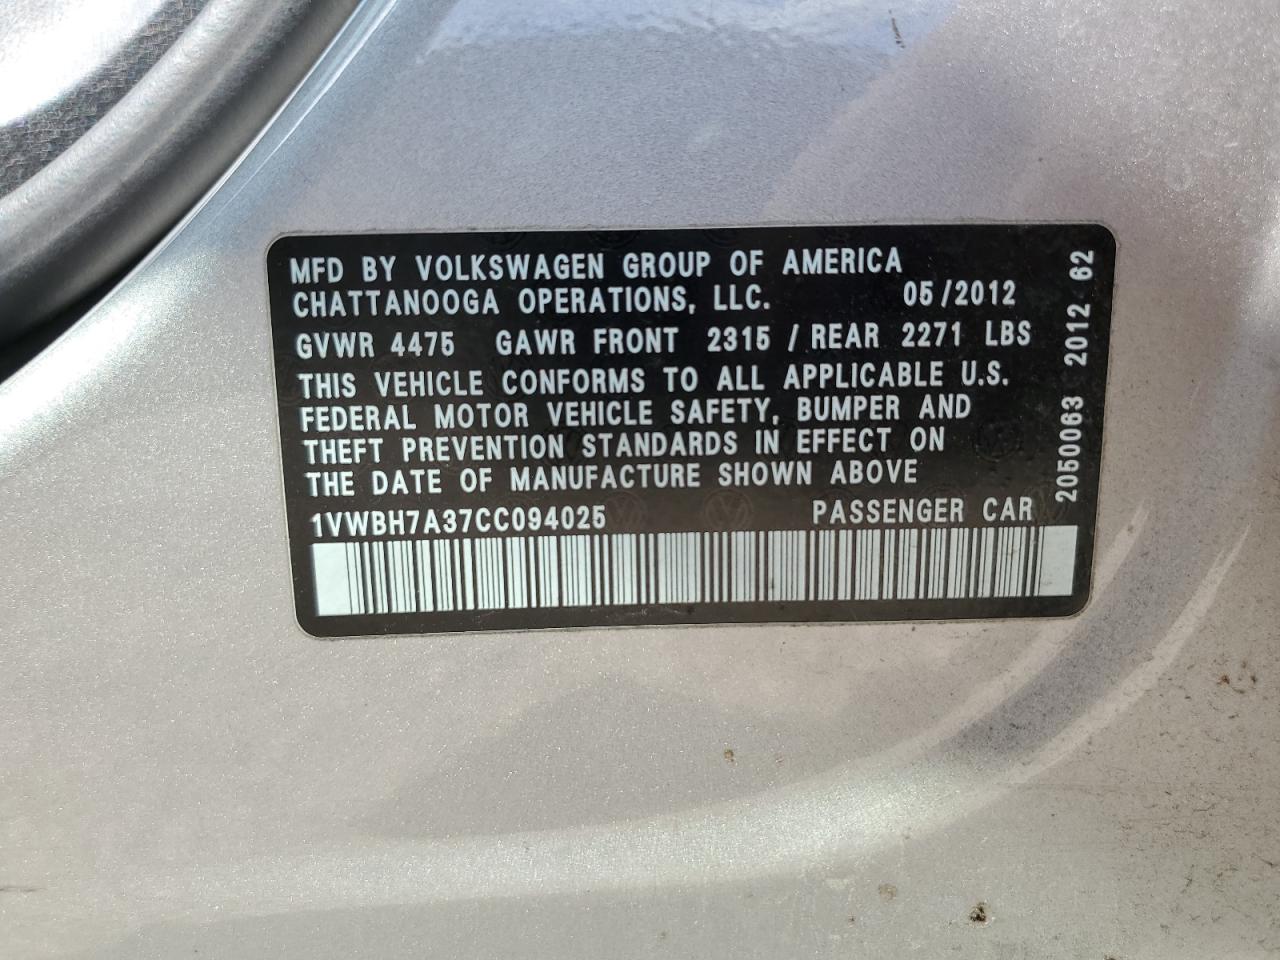 MFD BY VOLKSWAGEN GROUP OF AMERICA
CHATTANOOGA OPERATIONS, LLC. 05/2012
GVWR 4475 GAWR FRONT 2315 / REAR 2271 LBS
THIS VEHICLE CONFORMS TO ALL APPLICABLE U.S.
FEDERAL MOTOR VEHICLE SAFETY, BUMPER AND
THEFT PREVENTION STANDARDS IN EFFECT ON
THE DATE OF MANUFACTURE SHOWN ABOVE
1VWBH7A37CC094025 PASSENGER CAR
2050063 2012 62